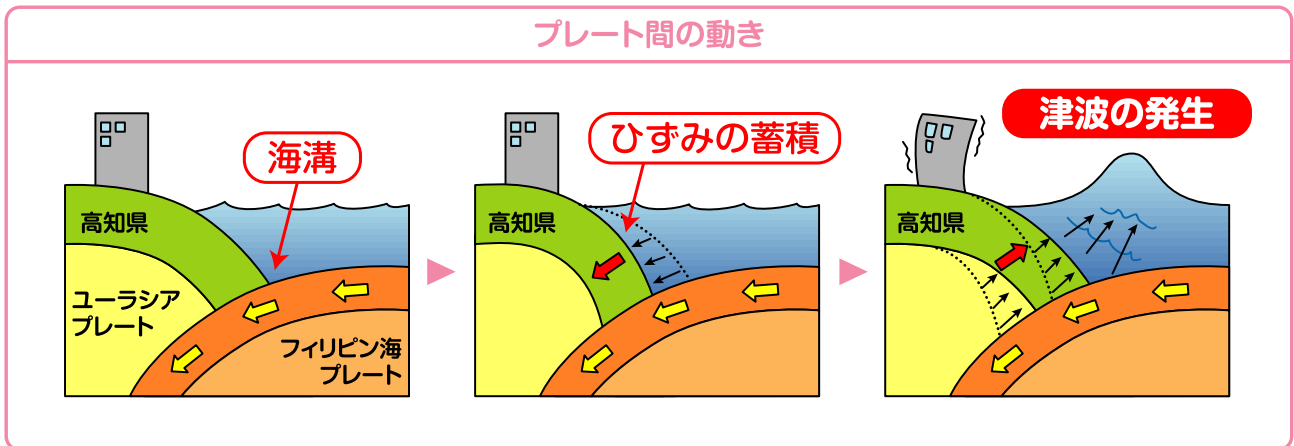 プレート間の動き
海溝
高知県
ユーラシア
プレート
フィリピン海
プレート
ひずみの蓄積
高知県
津波の発生
高知県